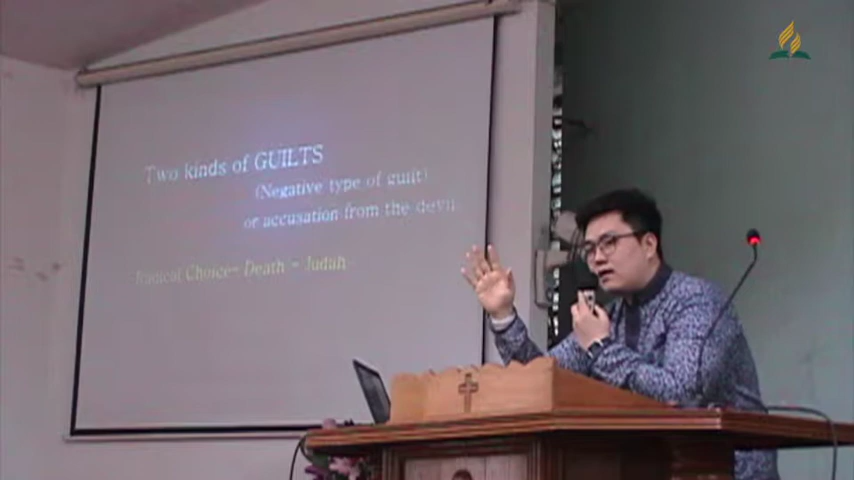 Two kinds of GUILTS
(Negative type of guilt)
or accusation from the devil
Choice- Death - Judah